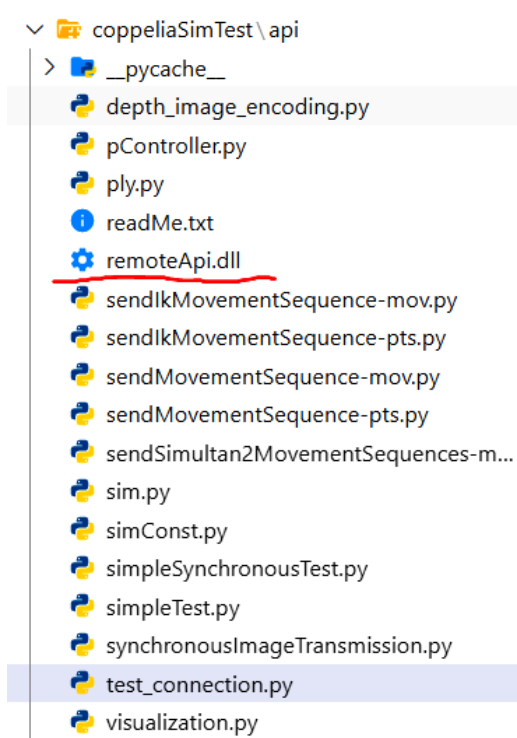 coppeliaSimTest\api
__pycache__
depth_image_encoding.py
pController.py
ply.py
readMe.txt
remoteApi.dll
sendIkMovementSequence-mov.py
sendIkMovementSequence-pts.py
sendMovementSequence-mov.py
sendMovementSequence-pts.py
sendSimultan2MovementSequences-m...
sim.py
simConst.py
simpleSynchronousTest.py
simpleTest.py
synchronousImageTransmission.py
test_connection.py
visualization.py